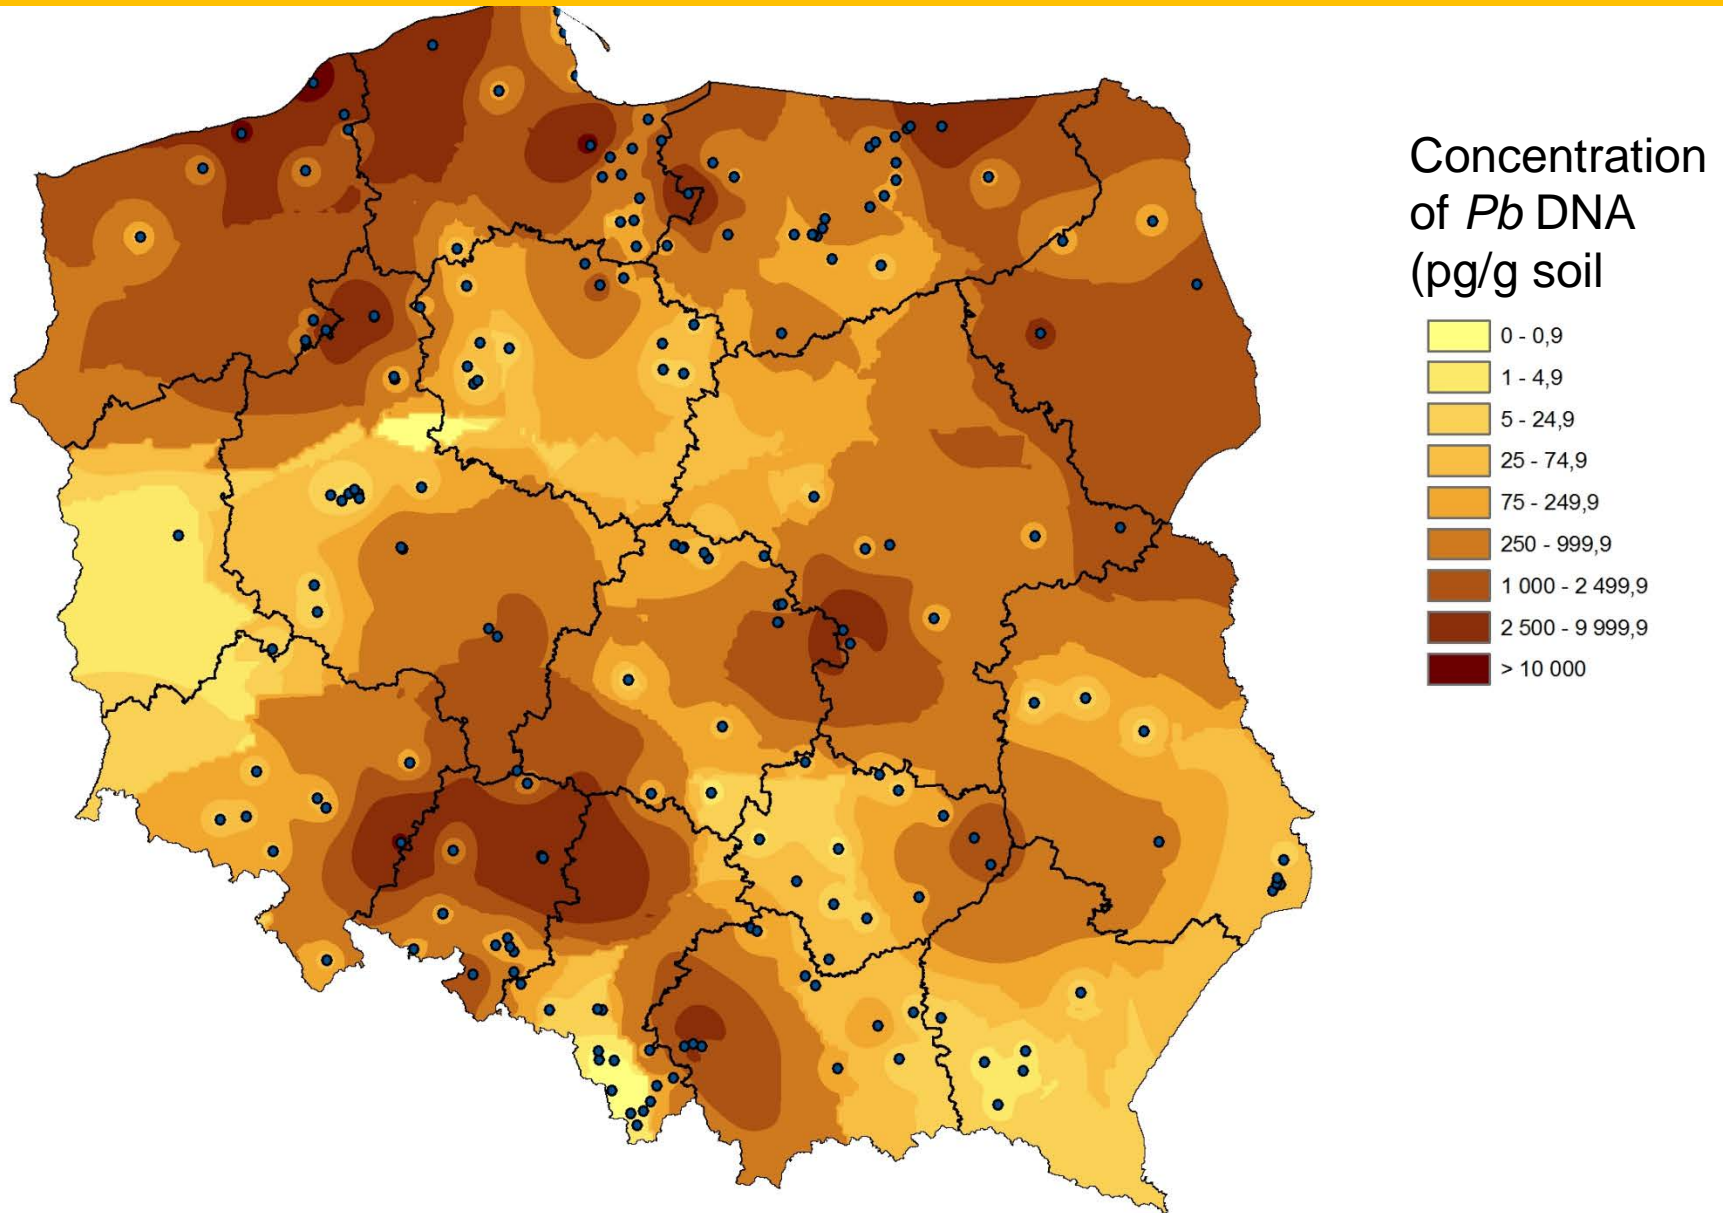 Concentration
of Pb DNA
(pg/g soil
0 - 0,9
1 - 4,9
5 - 24,9
25 - 74,9
75 - 249,9
250 - 999,9
1 000 - 2 499,9
2 500 - 9 999,9
> 10 000